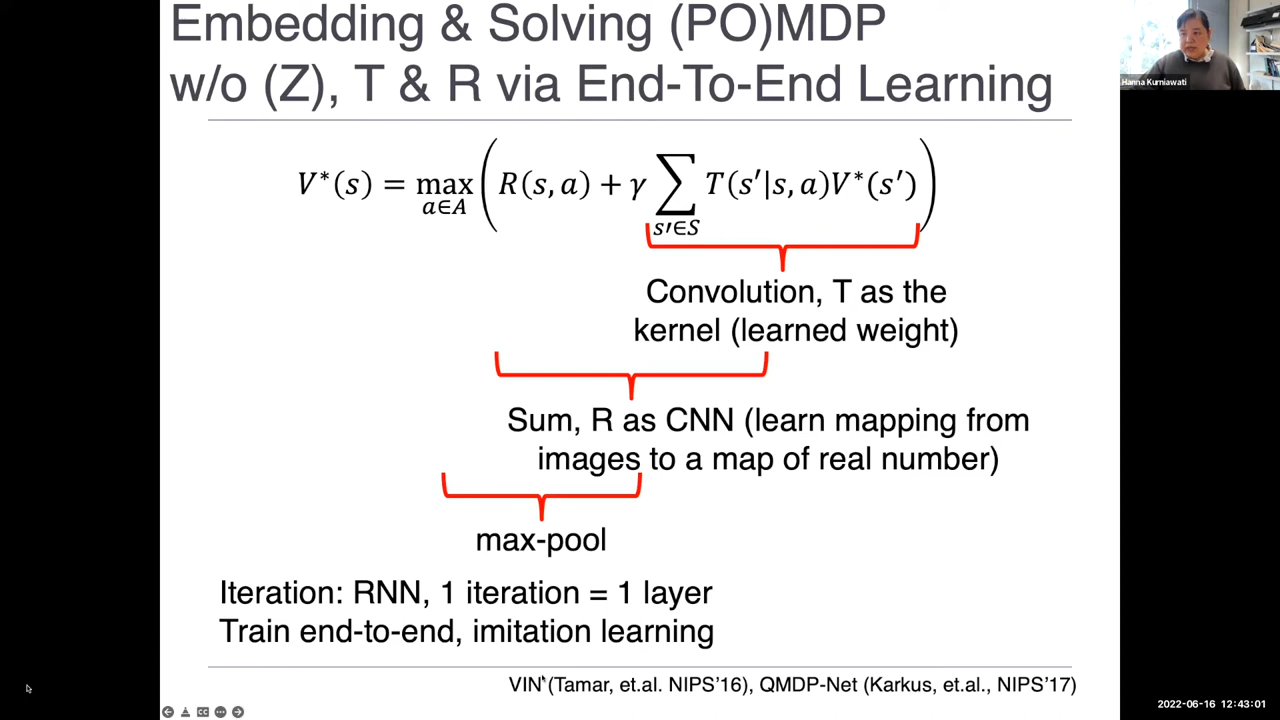 Embedding & Solving (PO)MDP
w/o (Z), T & R via End-To-End Learning
Hanna Kurniawati
V*(s) = max_{a∈A} ( R(s, a) + γ ∑_{s′∈S} T(s′|s, a)V*(s′) )
Convolution, T as the
kernel (learned weight)
Sum, R as CNN (learn mapping from
images to a map of real number)
max-pool
Iteration: RNN, 1 iteration = 1 layer
Train end-to-end, imitation learning
VIN (Tamar, et.al. NIPS'16), QMDP-Net (Karkus, et.al., NIPS'17)
2022-06-16 12:43:01